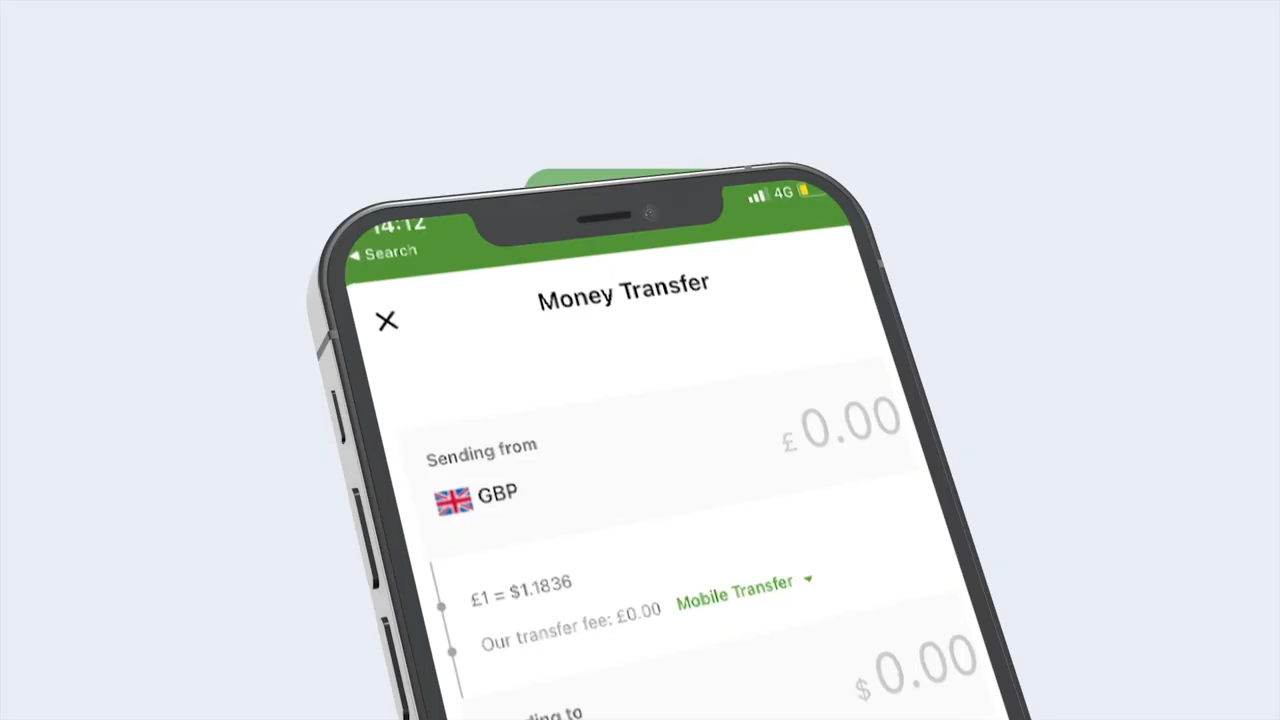 14:12
4G
◀ Search
Money Transfer
Sending from
£ 0.00
GBP
£1 = $1.1836
Our transfer fee: £0.00 Mobile Transfer
$ 0.00
to